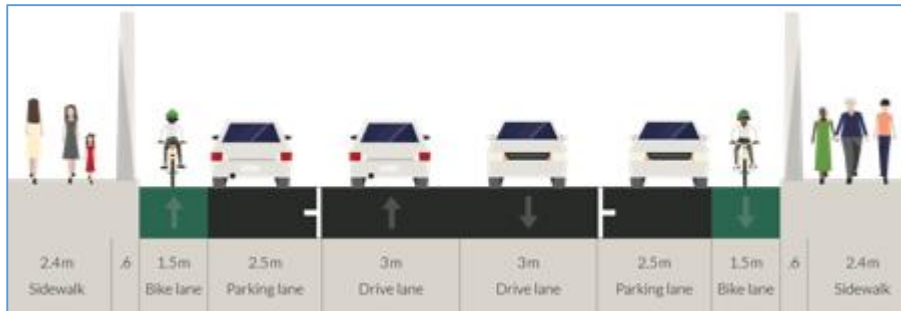 2.4m .6 1.5m 2.5m 3m 3m 2.5m 1.5m .6 2.4m
Sidewalk Bike lane Parking lane Drive lane Drive lane Parking lane Bike lane Sidewalk